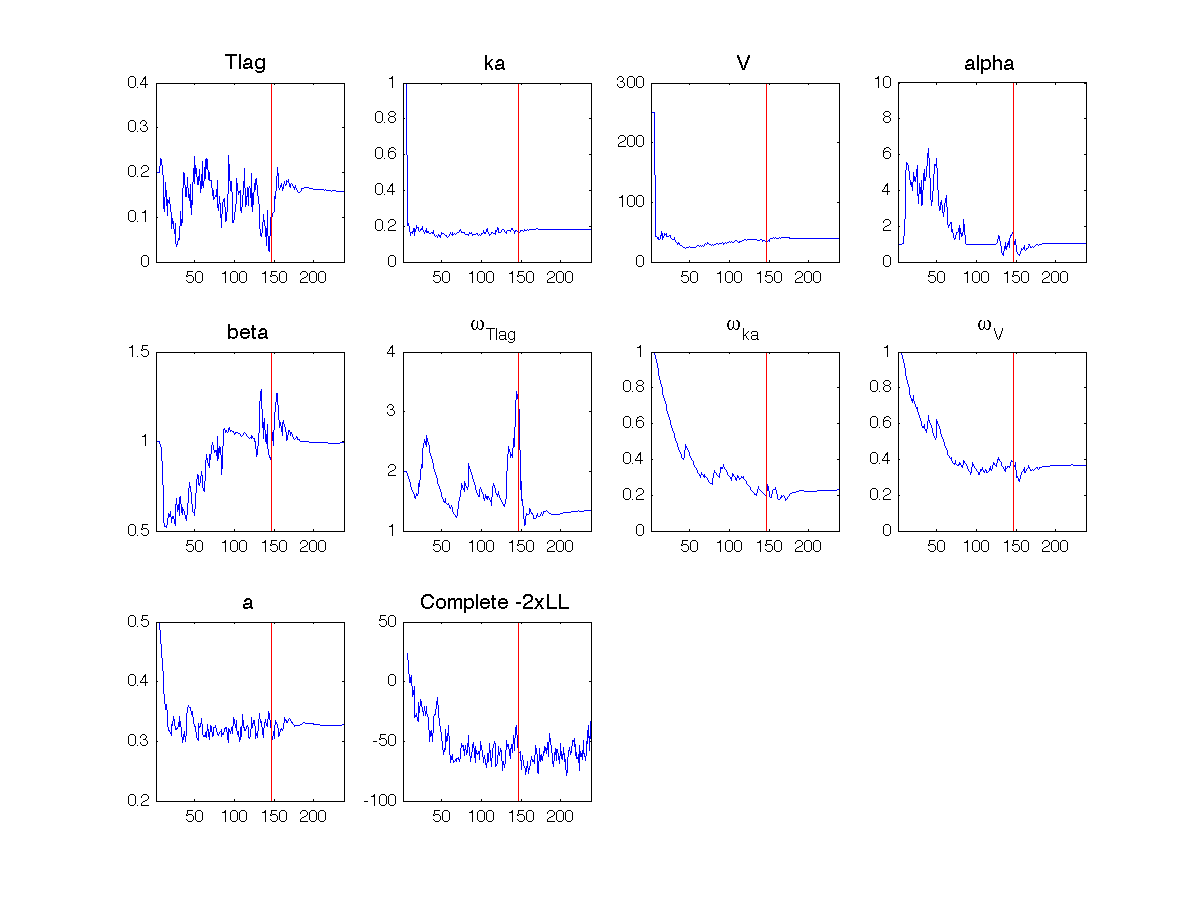 Tlag ka V alpha
0.4 1 300 10
0.3 0.8 200 8
0.2 0.6 100 6
0.1 0.4 0 4
0 0.2 2
0 0
50 100 150 200 50 100 150 200 50 100 150 200 50 100 150 200
beta ωTlag ωka ωV
1.5 4 1 1
1 3 0.8 0.8
0.5 2 0.6 0.6
1 0.4 0.4
0.2 0.2
0 0
50 100 150 200 50 100 150 200 50 100 150 200 50 100 150 200
a Complete -2xLL
0.5 50
0.4 0
0.3 -50
0.2 -100
50 100 150 200 50 100 150 200